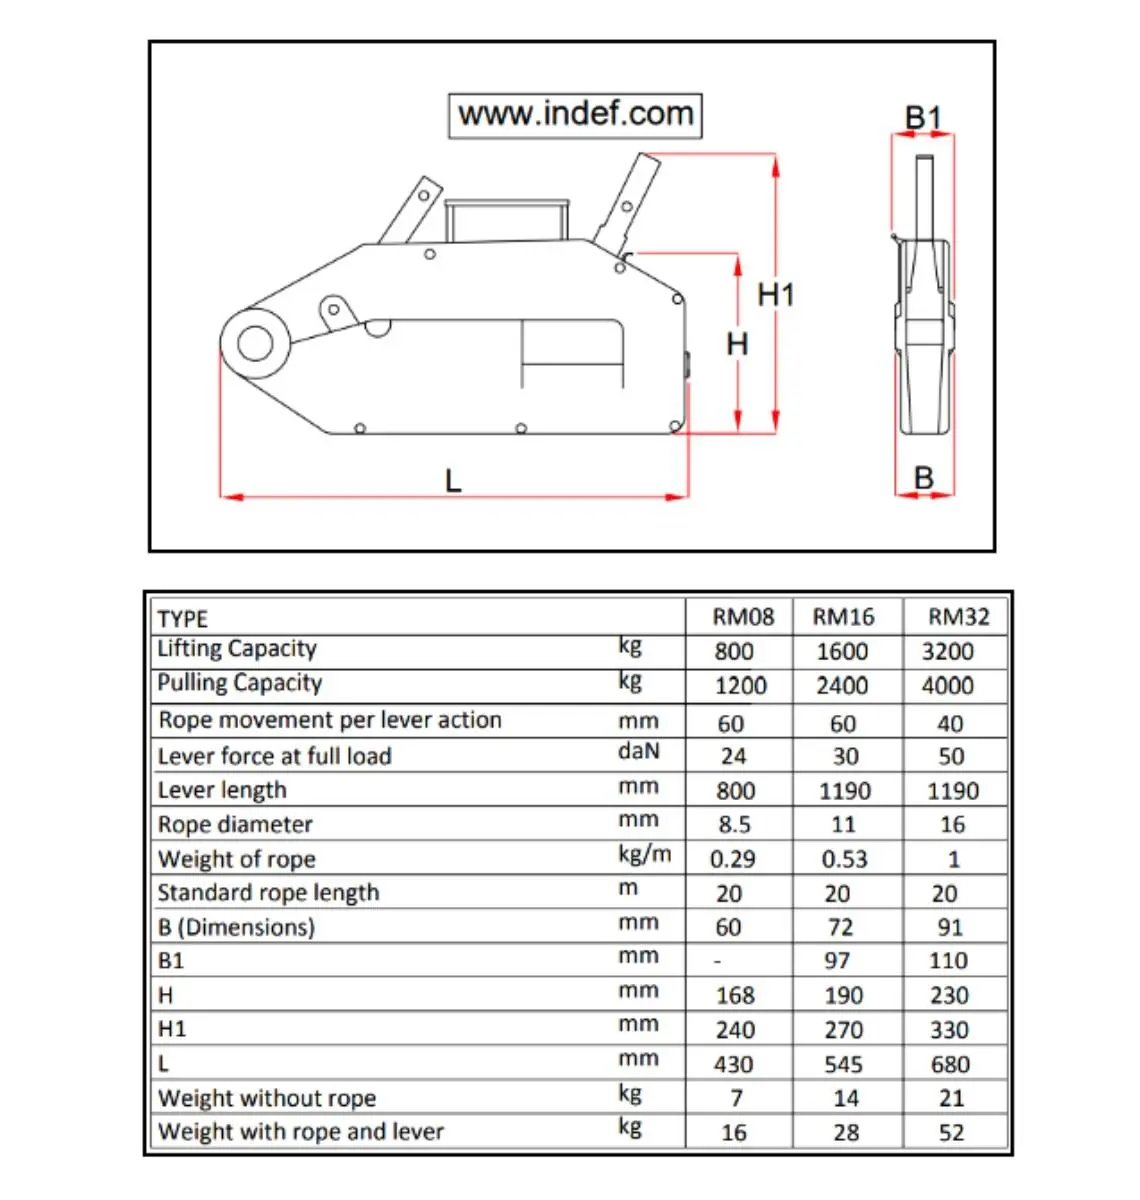 www.indef.com
B1
H1
H
L
B
TYPE RM08 RM16 RM32
Lifting Capacity kg 800 1600 3200
Pulling Capacity kg 1200 2400 4000
Rope movement per lever action mm 60 60 40
Lever force at full load daN 24 30 50
Lever length mm 800 1190 1190
Rope diameter mm 8.5 11 16
Weight of rope kg/m 0.29 0.53 1
Standard rope length m 20 20 20
B (Dimensions) mm 60 72 91
B1 mm - 97 110
H mm 168 190 230
H1 mm 240 270 330
L mm 430 545 680
Weight without rope kg 7 14 21
Weight with rope and lever kg 16 28 52